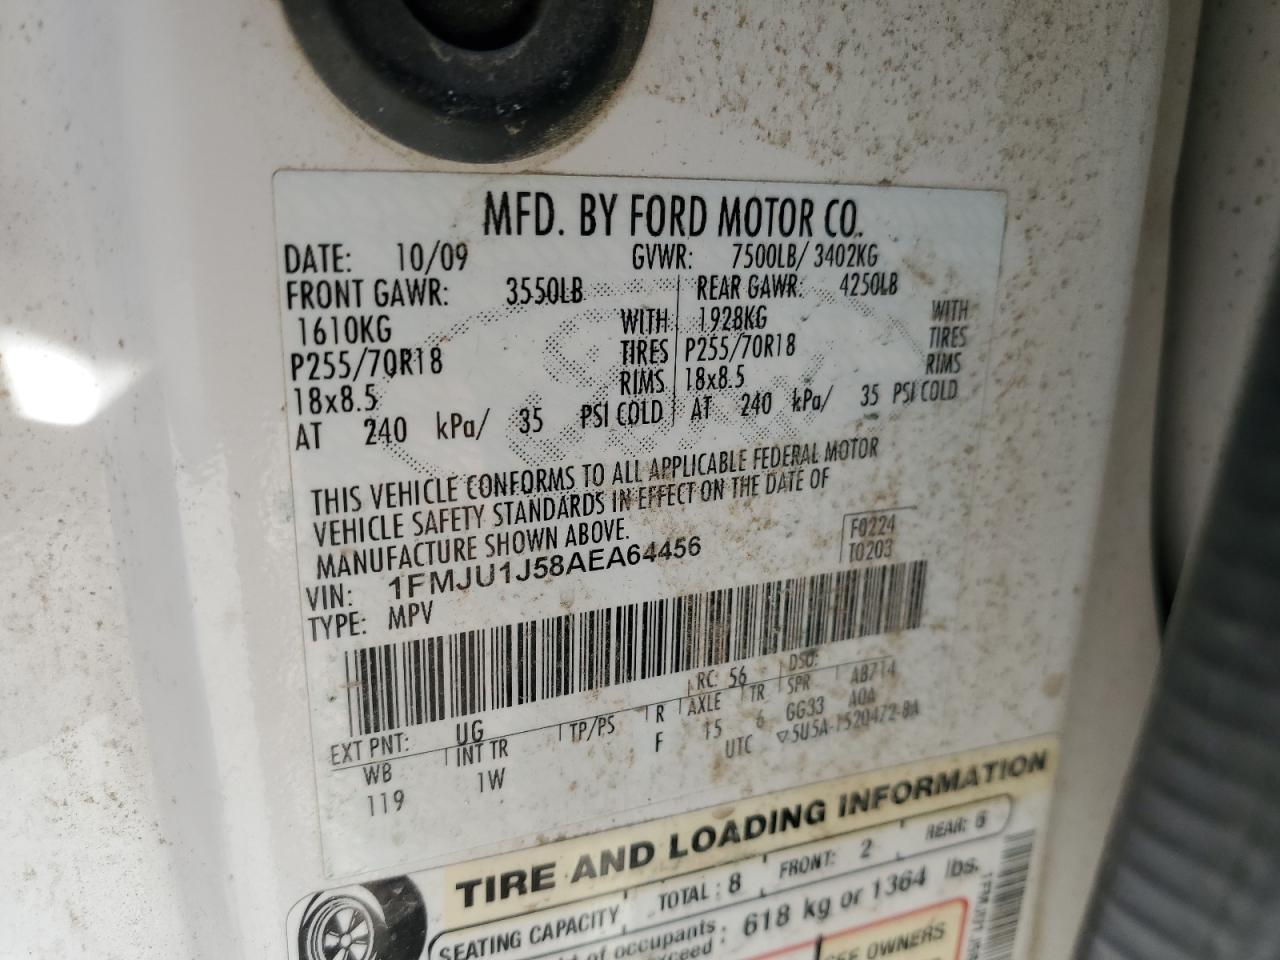 MFD. BY FORD MOTOR CO.
DATE: 10/09 GVWR: 7500LB/ 3402KG
FRONT GAWR: 3550LB REAR GAWR: 4250LB
1610KG WITH 1928KG WITH
P255/70R18 TIRES P255/70R18 TIRES
18x8.5 RIMS 18x8.5 RIMS
AT 240 kPa/ 35 PSI COLD AT 240 kPa/ 35 PSI COLD
THIS VEHICLE CONFORMS TO ALL APPLICABLE FEDERAL MOTOR
VEHICLE SAFETY STANDARDS IN EFFECT ON THE DATE OF
MANUFACTURE SHOWN ABOVE.
F0224
T0203
VIN: 1FMJU1J58AEA64456
TYPE: MPV
RC: 56 DSO:
EXT PNT: UG R AXLE TR SPR AB714
WB INT TR TP/PS F 15 6 GG33 AQA
119 1W UTC ▽5U5A-1520472-BA
TIRE AND LOADING INFORMATION
SEATING CAPACITY TOTAL: 8 FRONT: 2 REAR: 6
of occupants 618 kg or 1364 lbs.
exceed
OWNERS